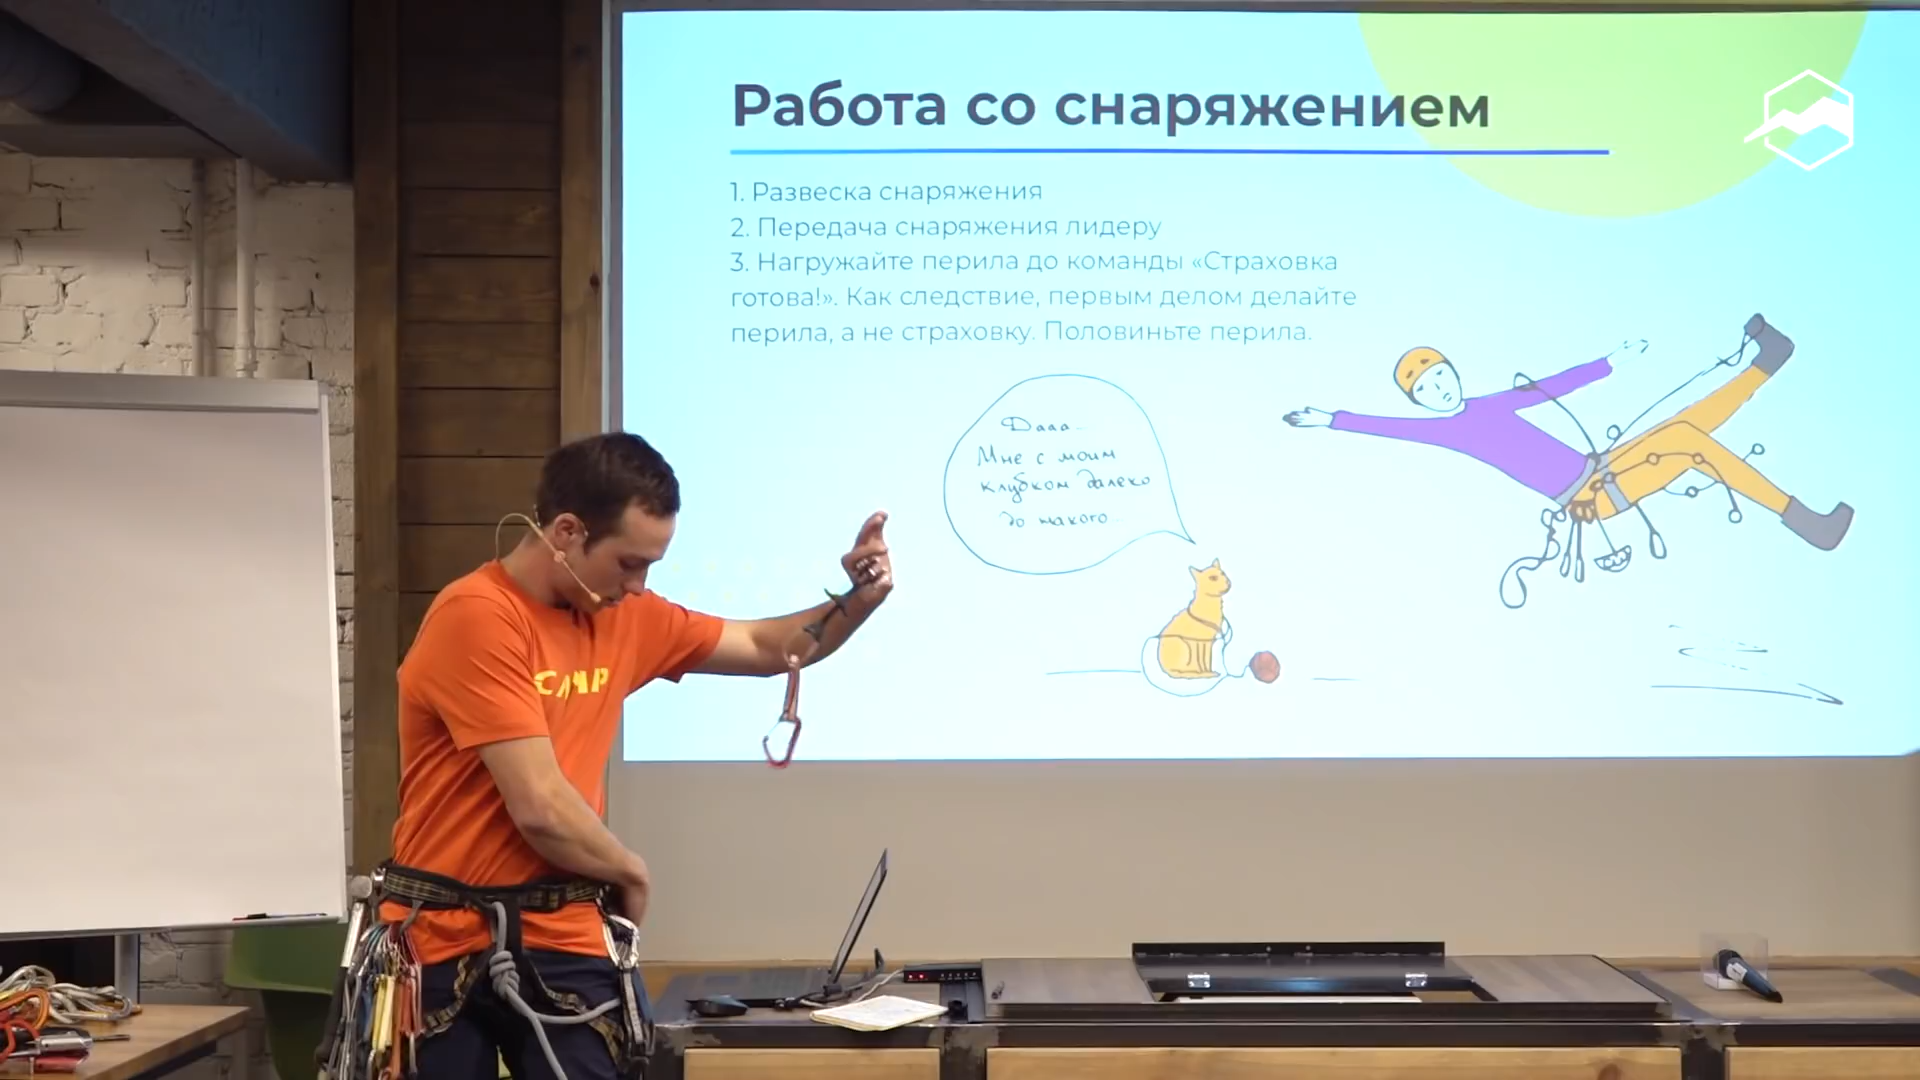 Работа со снаряжением
1. Развеска снаряжения
2. Передача снаряжения лидеру
3. Нагружайте перила до команды «Страховка
готова!». Как следствие, первым делом делайте
перила, а не страховку. Половиньте перила.
Дааа...
Мне с моим
клубком далеко
до такого...
CAMP